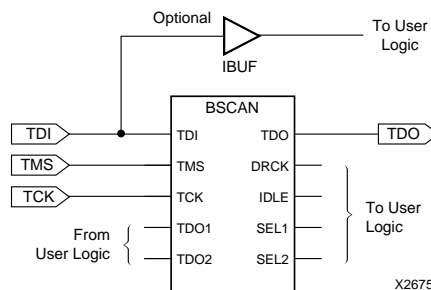 Optional
To User
Logic
IBUF
BSCAN
TDI
TDI
TDO
TDO
TMS
TMS
DRCK
TCK
TCK
IDLE
To User
Logic
From
User Logic
TDO1
SEL1
TDO2
SEL2
X2675